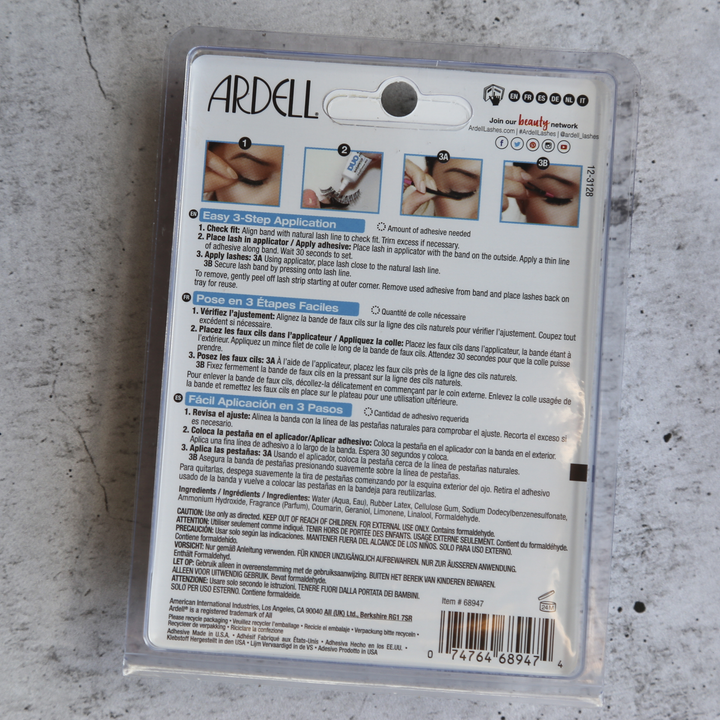 ARDELL®
EN FR ES DE NL IT
Join our beauty network
ArdellLashes.com | #ArdellLashes | @ardell_lashes
1
2
3A
3B
DUO
12-3128
EN Easy 3-Step Application
Amount of adhesive needed
1. Check fit: Align band with natural lash line to check fit. Trim excess if necessary.
2. Place lash in applicator / Apply adhesive: Place lash in applicator with the band on the outside. Apply a thin line
of adhesive along band. Wait 30 seconds to set.
3. Apply lashes: 3A Using applicator, place lash close to the natural lash line.
3B Secure lash band by pressing onto lash line.
To remove, gently peel off lash strip starting at outer corner. Remove used adhesive from band and place lashes back on
tray for reuse.
FR Pose en 3 Étapes Faciles
Quantité de colle nécessaire
1. Vérifiez l'ajustement: Alignez la bande de faux cils sur la ligne des cils naturels pour vérifier l'ajustement. Coupez tout
excédent si nécessaire.
2. Placez les faux cils dans l'applicateur / Appliquez la colle: Placez les faux cils dans l'applicateur, la bande étant à
l'extérieur. Appliquez un mince filet de colle le long de la bande de faux cils. Attendez 30 secondes pour que la colle puisse
prendre.
3. Posez les faux cils: 3A À l'aide de l'applicateur, placez les faux cils près de la ligne des cils naturels.
3B Fixez fermement la bande de faux cils en la pressant sur la ligne des cils naturels.
Pour enlever la bande de faux cils, décollez-la délicatement en commençant par le coin externe. Enlevez la colle usagée de
la bande et remettez les faux cils en place sur le plateau pour une utilisation ultérieure.
ES Fácil Aplicación en 3 Pasos
Cantidad de adhesivo requerida
1. Revisa el ajuste: Alinea la banda con la línea de las pestañas naturales para comprobar el ajuste. Recorta el exceso si
es necesario.
2. Coloca la pestaña en el aplicador/Aplicar adhesivo: Coloca la pestaña en el aplicador con la banda en el exterior.
Aplica una fina línea de adhesivo a lo largo de la banda. Espera 30 segundos y coloca.
3. Aplica las pestañas: 3A Usando el aplicador, coloca la pestaña cerca de la línea de pestañas naturales.
3B Asegura la banda de pestañas presionando suavemente sobre la línea de pestañas.
Para quitarlas, despega suavemente la tira de pestañas comenzando por la esquina exterior del ojo. Retira el adhesivo
usado de la banda y vuelve a colocar las pestañas en la bandeja para reutilizarlas.
Ingredients / Ingrédients / Ingredientes: Water (Aqua, Eau), Rubber Latex, Cellulose Gum, Sodium Dodecylbenzenesulfonate,
Ammonium Hydroxide, Fragrance (Parfum), Coumarin, Geraniol, Limonene, Linalool, Formaldehyde.
CAUTION: Use only as directed. KEEP OUT OF REACH OF CHILDREN. FOR EXTERNAL USE ONLY. Contains formaldehyde.
ATTENTION: Utiliser seulement comme indiqué. TENIR HORS DE PORTÉE DES ENFANTS. USAGE EXTERNE SEULEMENT. Contient du formaldéhyde.
PRECAUCIÓN: Usar solo según las indicaciones. MANTENER FUERA DEL ALCANCE DE LOS NIÑOS. SOLO PARA USO EXTERNO.
Contiene formaldehído.
VORSICHT: Nur gemäß Anleitung verwenden. FÜR KINDER UNZUGÄNGLICH AUFBEWAHREN. NUR ZUR ÄUSSEREN ANWENDUNG.
Enthält Formaldehyd.
LET OP: Gebruik alleen in overeenstemming met de gebruiksaanwijzing. BUITEN HET BEREIK VAN KINDEREN BEWAREN.
ALLEEN VOOR UITWENDIG GEBRUIK. Bevat formaldehyde.
ATTENZIONE: Usare solo secondo le istruzioni. TENERE FUORI DALLA PORTATA DEI BAMBINI.
SOLO PER USO ESTERNO. Contiene formaldeide.
American International Industries, Los Angeles, CA 90040 AII (UK) Ltd., Berkshire RG1 7SR
Ardell® is a registered trademark of AII
Item # 68947
24M
Please recycle packaging • Veuillez recycler l'emballage • Recicle el embalaje • Verpackung bitte recyceln •
Recycleer de verpakking • Riciclare la confezione
Adhesive Made in U.S.A. • Adhésif Fabriqué aux États-Unis • Adhesivo Hecho en los EE.UU. •
Klebstoff Hergestellt in den USA • Lijm Vervaardigd in de VS • Adesivo Prodotto in USA
0 74764 68947 4